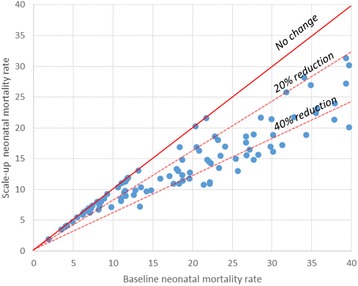 40
35
30
25
20
15
10
5
0
Scale-up neonatal mortality rate
No change
20% reduction
40% reduction
0 5 10 15 20 25 30 35 40
Baseline neonatal mortality rate